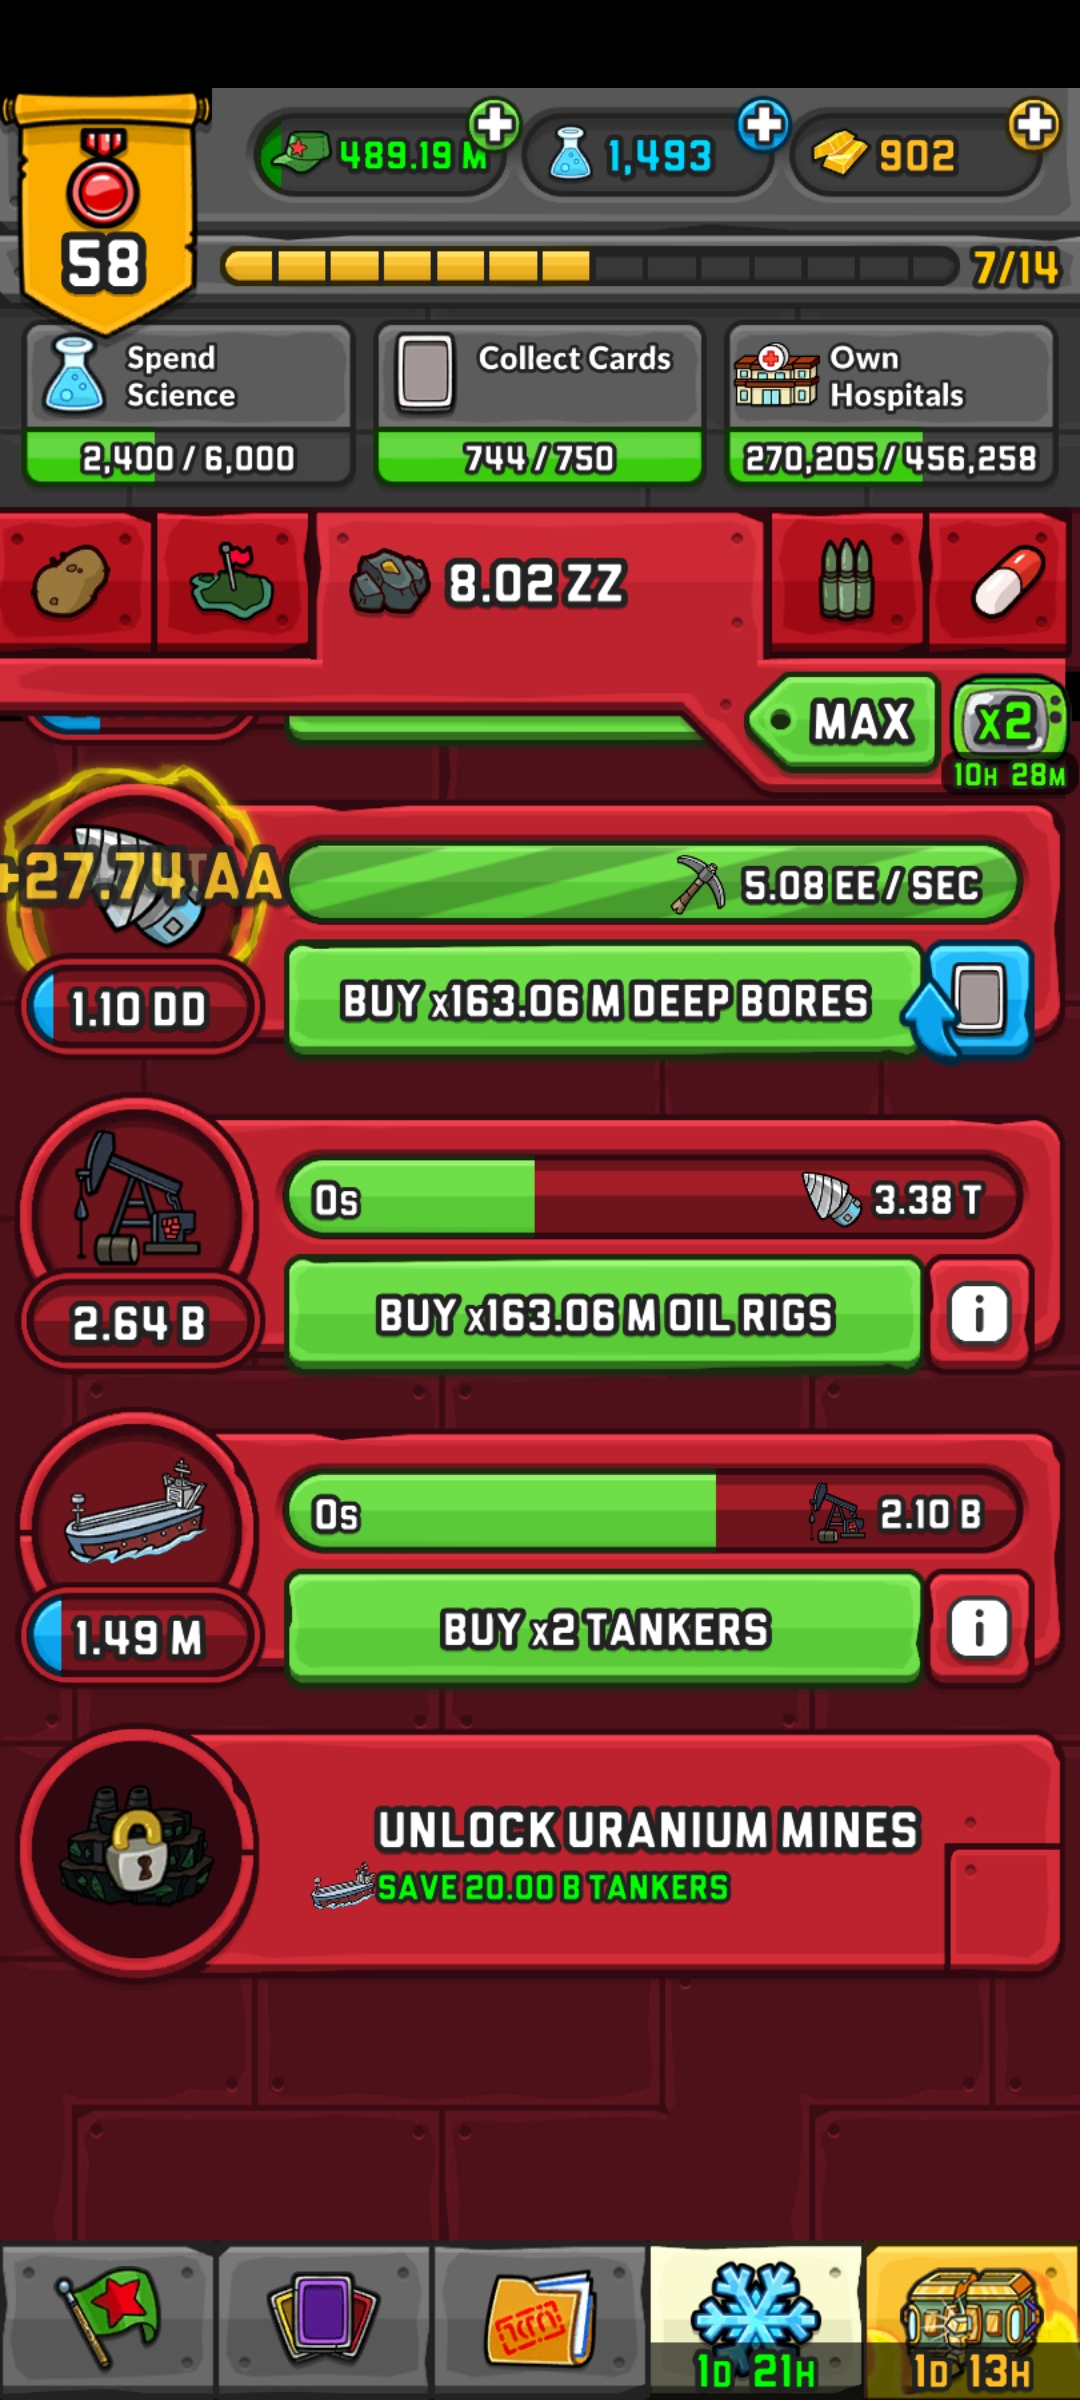 58
489.19 M
1,493
902
7/14
Spend
Science
2,400 / 6,000
Collect Cards
744 / 750
Own
Hospitals
270,205 / 456,258
8.02 ZZ
MAX
x2
10H 28M
+27.74 AA
5.08 EE / SEC
1.10 DD
BUY x163.06 M DEEP BORES
0s
3.38 T
2.64 B
BUY x163.06 M OIL RIGS
i
0s
2.10 B
1.49 M
BUY x2 TANKERS
i
UNLOCK URANIUM MINES
SAVE 20.00 B TANKERS
1D 21H
1D 13H